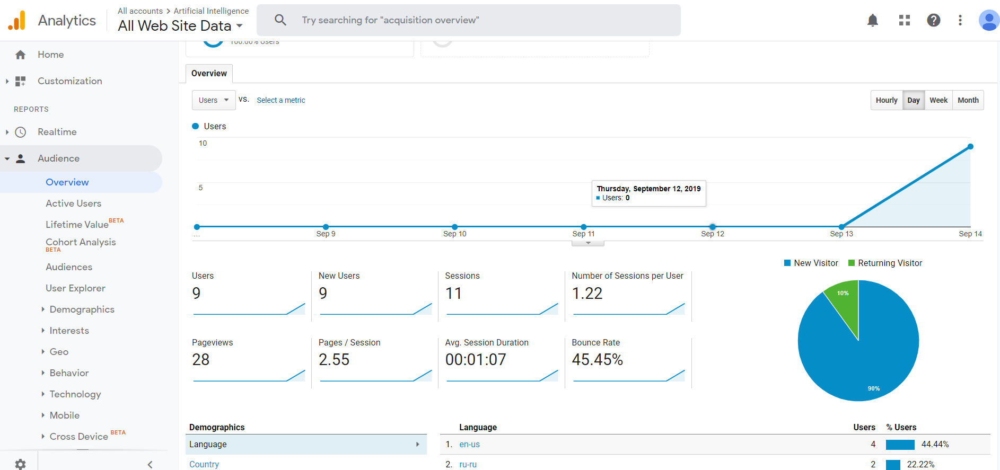 Analytics
All accounts > Artificial Intelligence
All Web Site Data
Try searching for "acquisition overview"
Home
Customization
REPORTS
Realtime
Audience
Overview
Active Users
Lifetime Value BETA
Cohort Analysis
BETA
Audiences
User Explorer
Demographics
Interests
Geo
Behavior
Technology
Mobile
Cross Device BETA
100.00% Users
Overview
Users VS. Select a metric
Hourly Day Week Month
Users
10
5
Thursday, September 12, 2019
Users: 0
... Sep 9 Sep 10 Sep 11 Sep 12 Sep 13 Sep 14
New Visitor Returning Visitor
10%
90%
Users New Users Sessions Number of Sessions per User
9 9 11 1.22
Pageviews Pages / Session Avg. Session Duration Bounce Rate
28 2.55 00:01:07 45.45%
Demographics
Language
Country
Language Users % Users
1. en-us 4 44.44%
2. ru-ru 2 22.22%